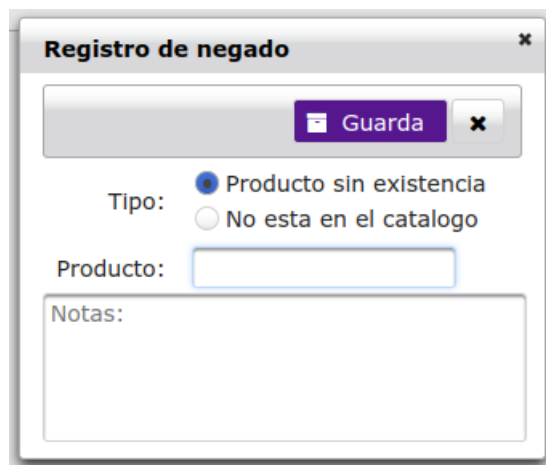 Registro de negado
Guarda
Tipo:
Producto sin existencia
No esta en el catalogo
Producto:
Notas: